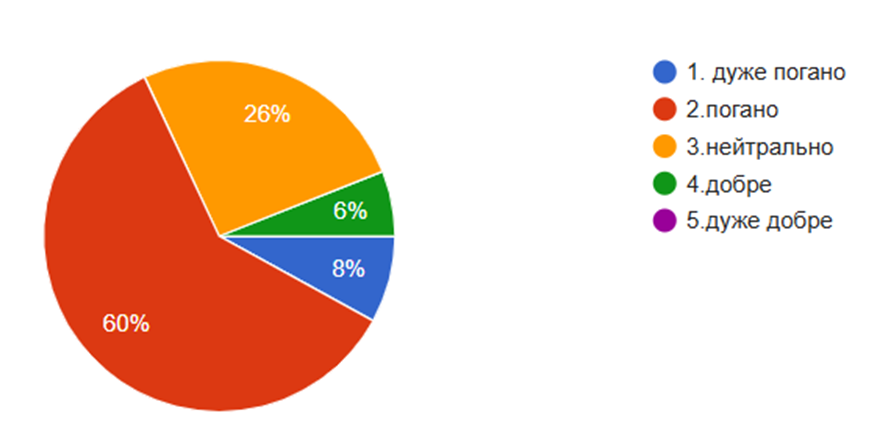 26%
6%
8%
60%
1. дуже погано
2.погано
3.нейтрально
4.добре
5.дуже добре